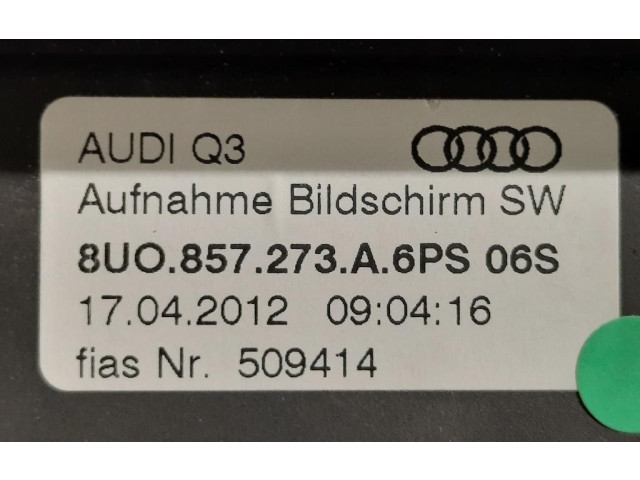 AUDI Q3
Aufnahme Bildschirm SW
8UO.857.273.A.6PS 06S
17.04.2012 09:04:16
fias Nr. 509414